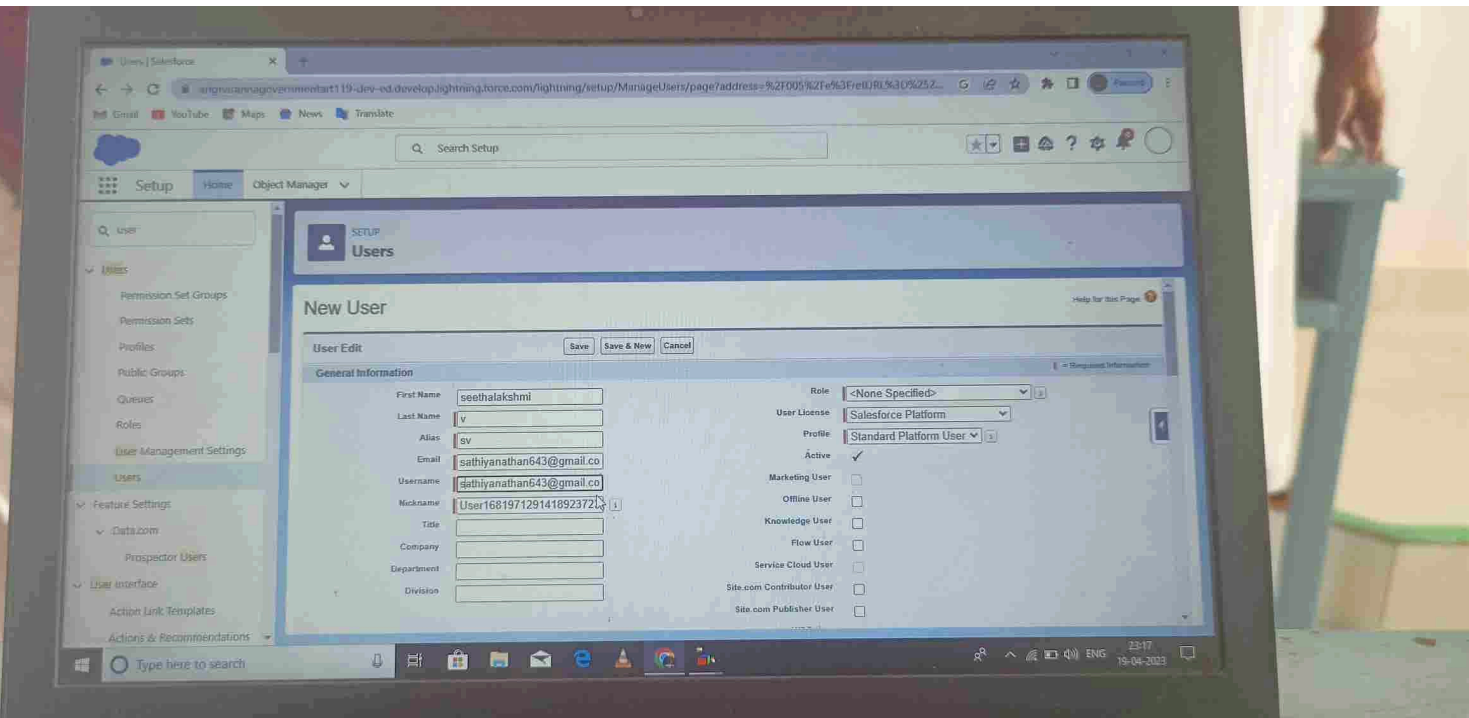 Users | Salesforce
Gmail YouTube Maps News Translate
Search Setup
Setup Home Object Manager
user
SETUP
Users
Users
Permission Set Groups
Permission Sets
Profiles
Public Groups
Queues
Roles
User Management Settings
Users
Feature Settings
Data.com
Prospector Users
User Interface
Action Link Templates
Actions & Recommendations
New User
Help for this Page
User Edit Save Save & New Cancel
General Information = Required Information
First Name seethalakshmi
Last Name v
Alias sv
Email sathiyanathan643@gmail.co
Username sathiyanathan643@gmail.co
Nickname
Title
Company
Department
Division
Role <None Specified>
User License Salesforce Platform
Profile Standard Platform User
Active
Marketing User
Offline User
Knowledge User
Flow User
Service Cloud User
Site.com Contributor User
Site.com Publisher User
Type here to search
ENG
23:17
19-04-2023